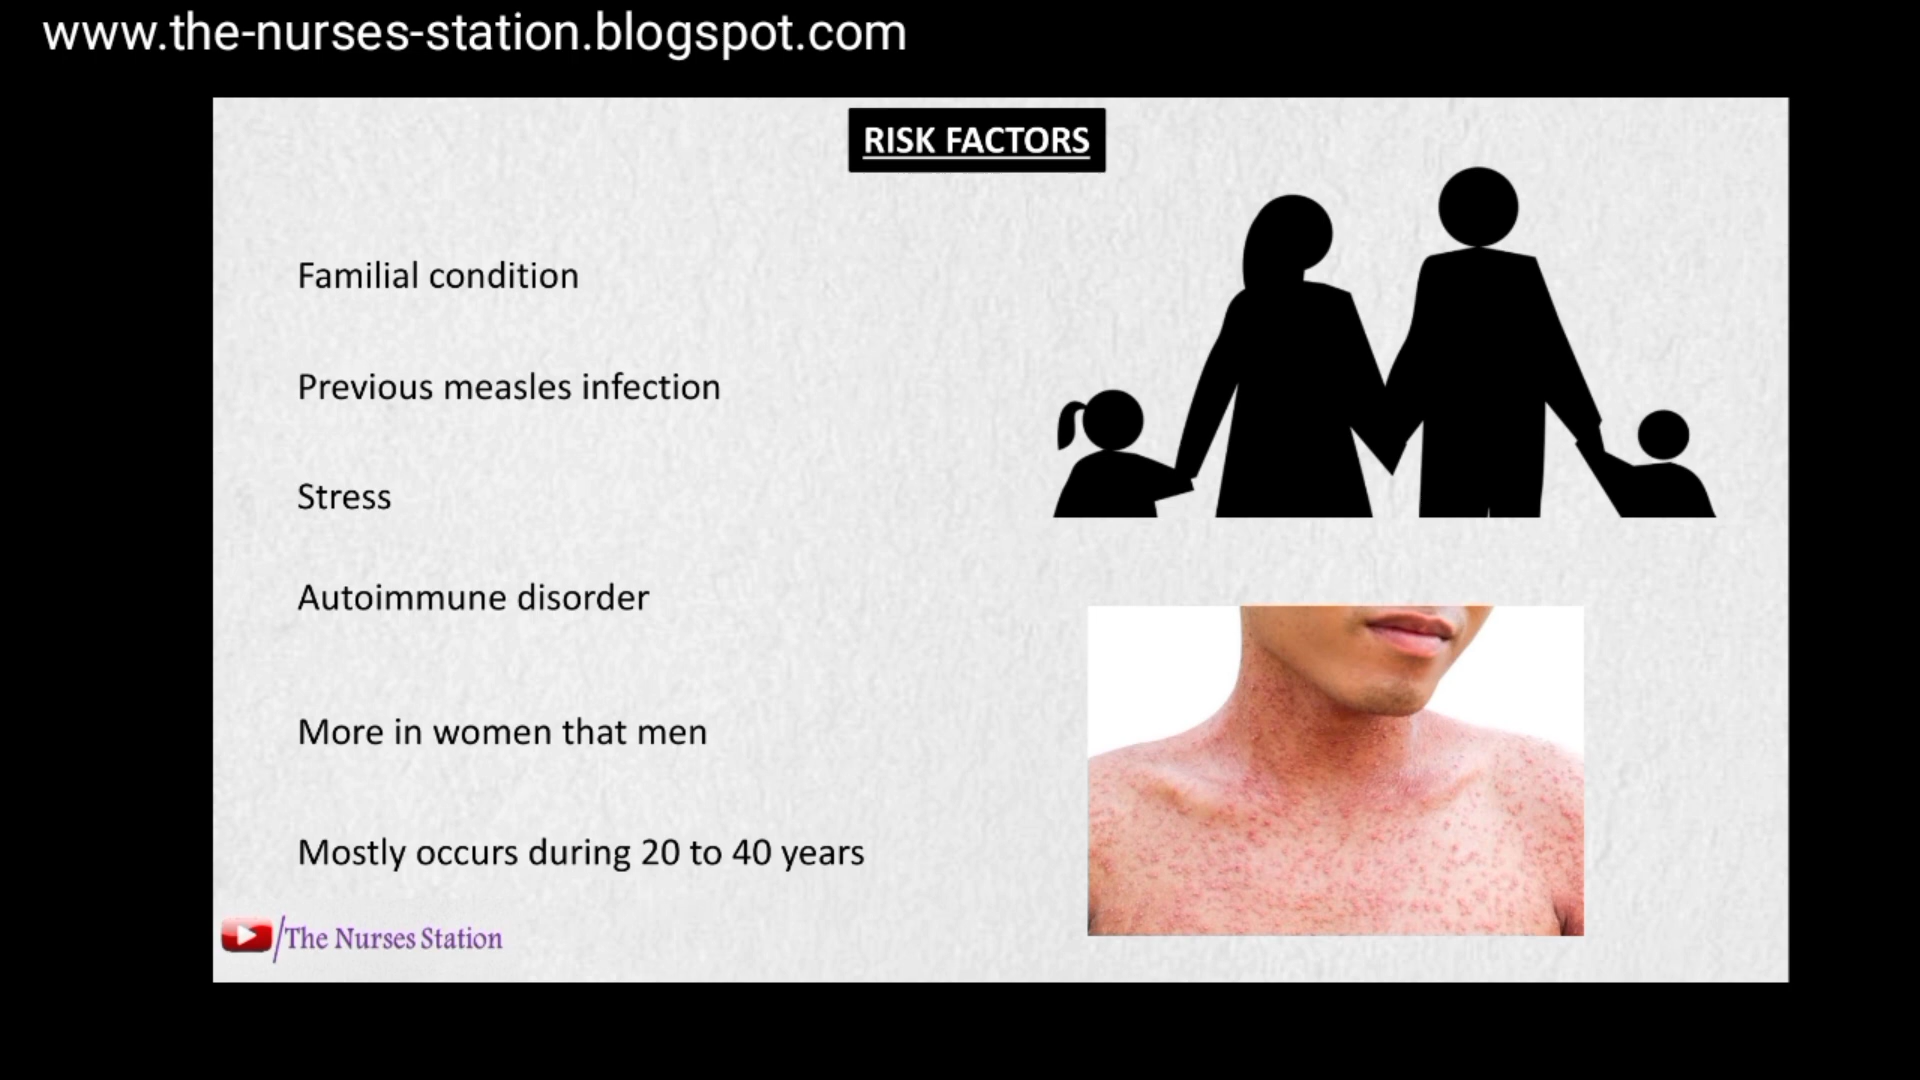 www.the-nurses-station.blogspot.com
RISK FACTORS
Familial condition
Previous measles infection
Stress
Autoimmune disorder
More in women that men
Mostly occurs during 20 to 40 years
The Nurses Station